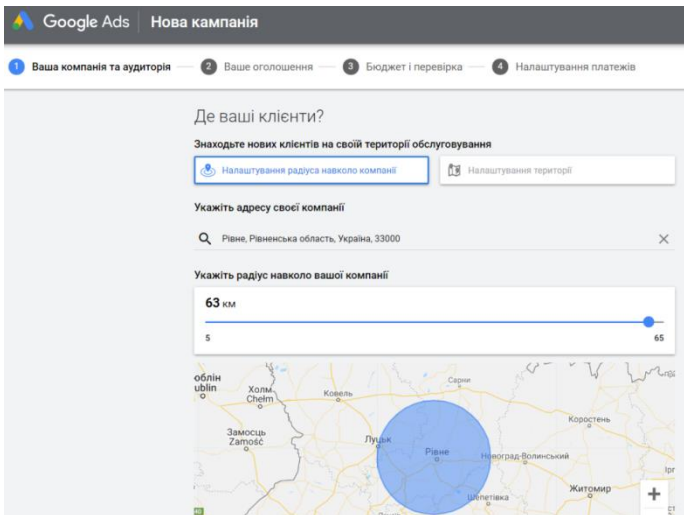 Google Ads Нова кампанія
1 Ваша компанія та аудиторія 2 Ваше оголошення 3 Бюджет і перевірка 4 Налаштування платежів
Де ваші клієнти?
Знаходьте нових клієнтів на своїй території обслуговування
Налаштування радіуса навколо компанії Налаштування території
Укажіть адресу своєї компанії
Рівне, Рівненська область, Україна, 33000
Укажіть радіус навколо вашої компанії
63 км
5 65
облін
ublin
Холм
Chełm
Ковель
Сарни
Коростень
Замосць
Zamość
Луцьк
Рівне
Новоград-Волинський
Шепетівка
Житомир
+